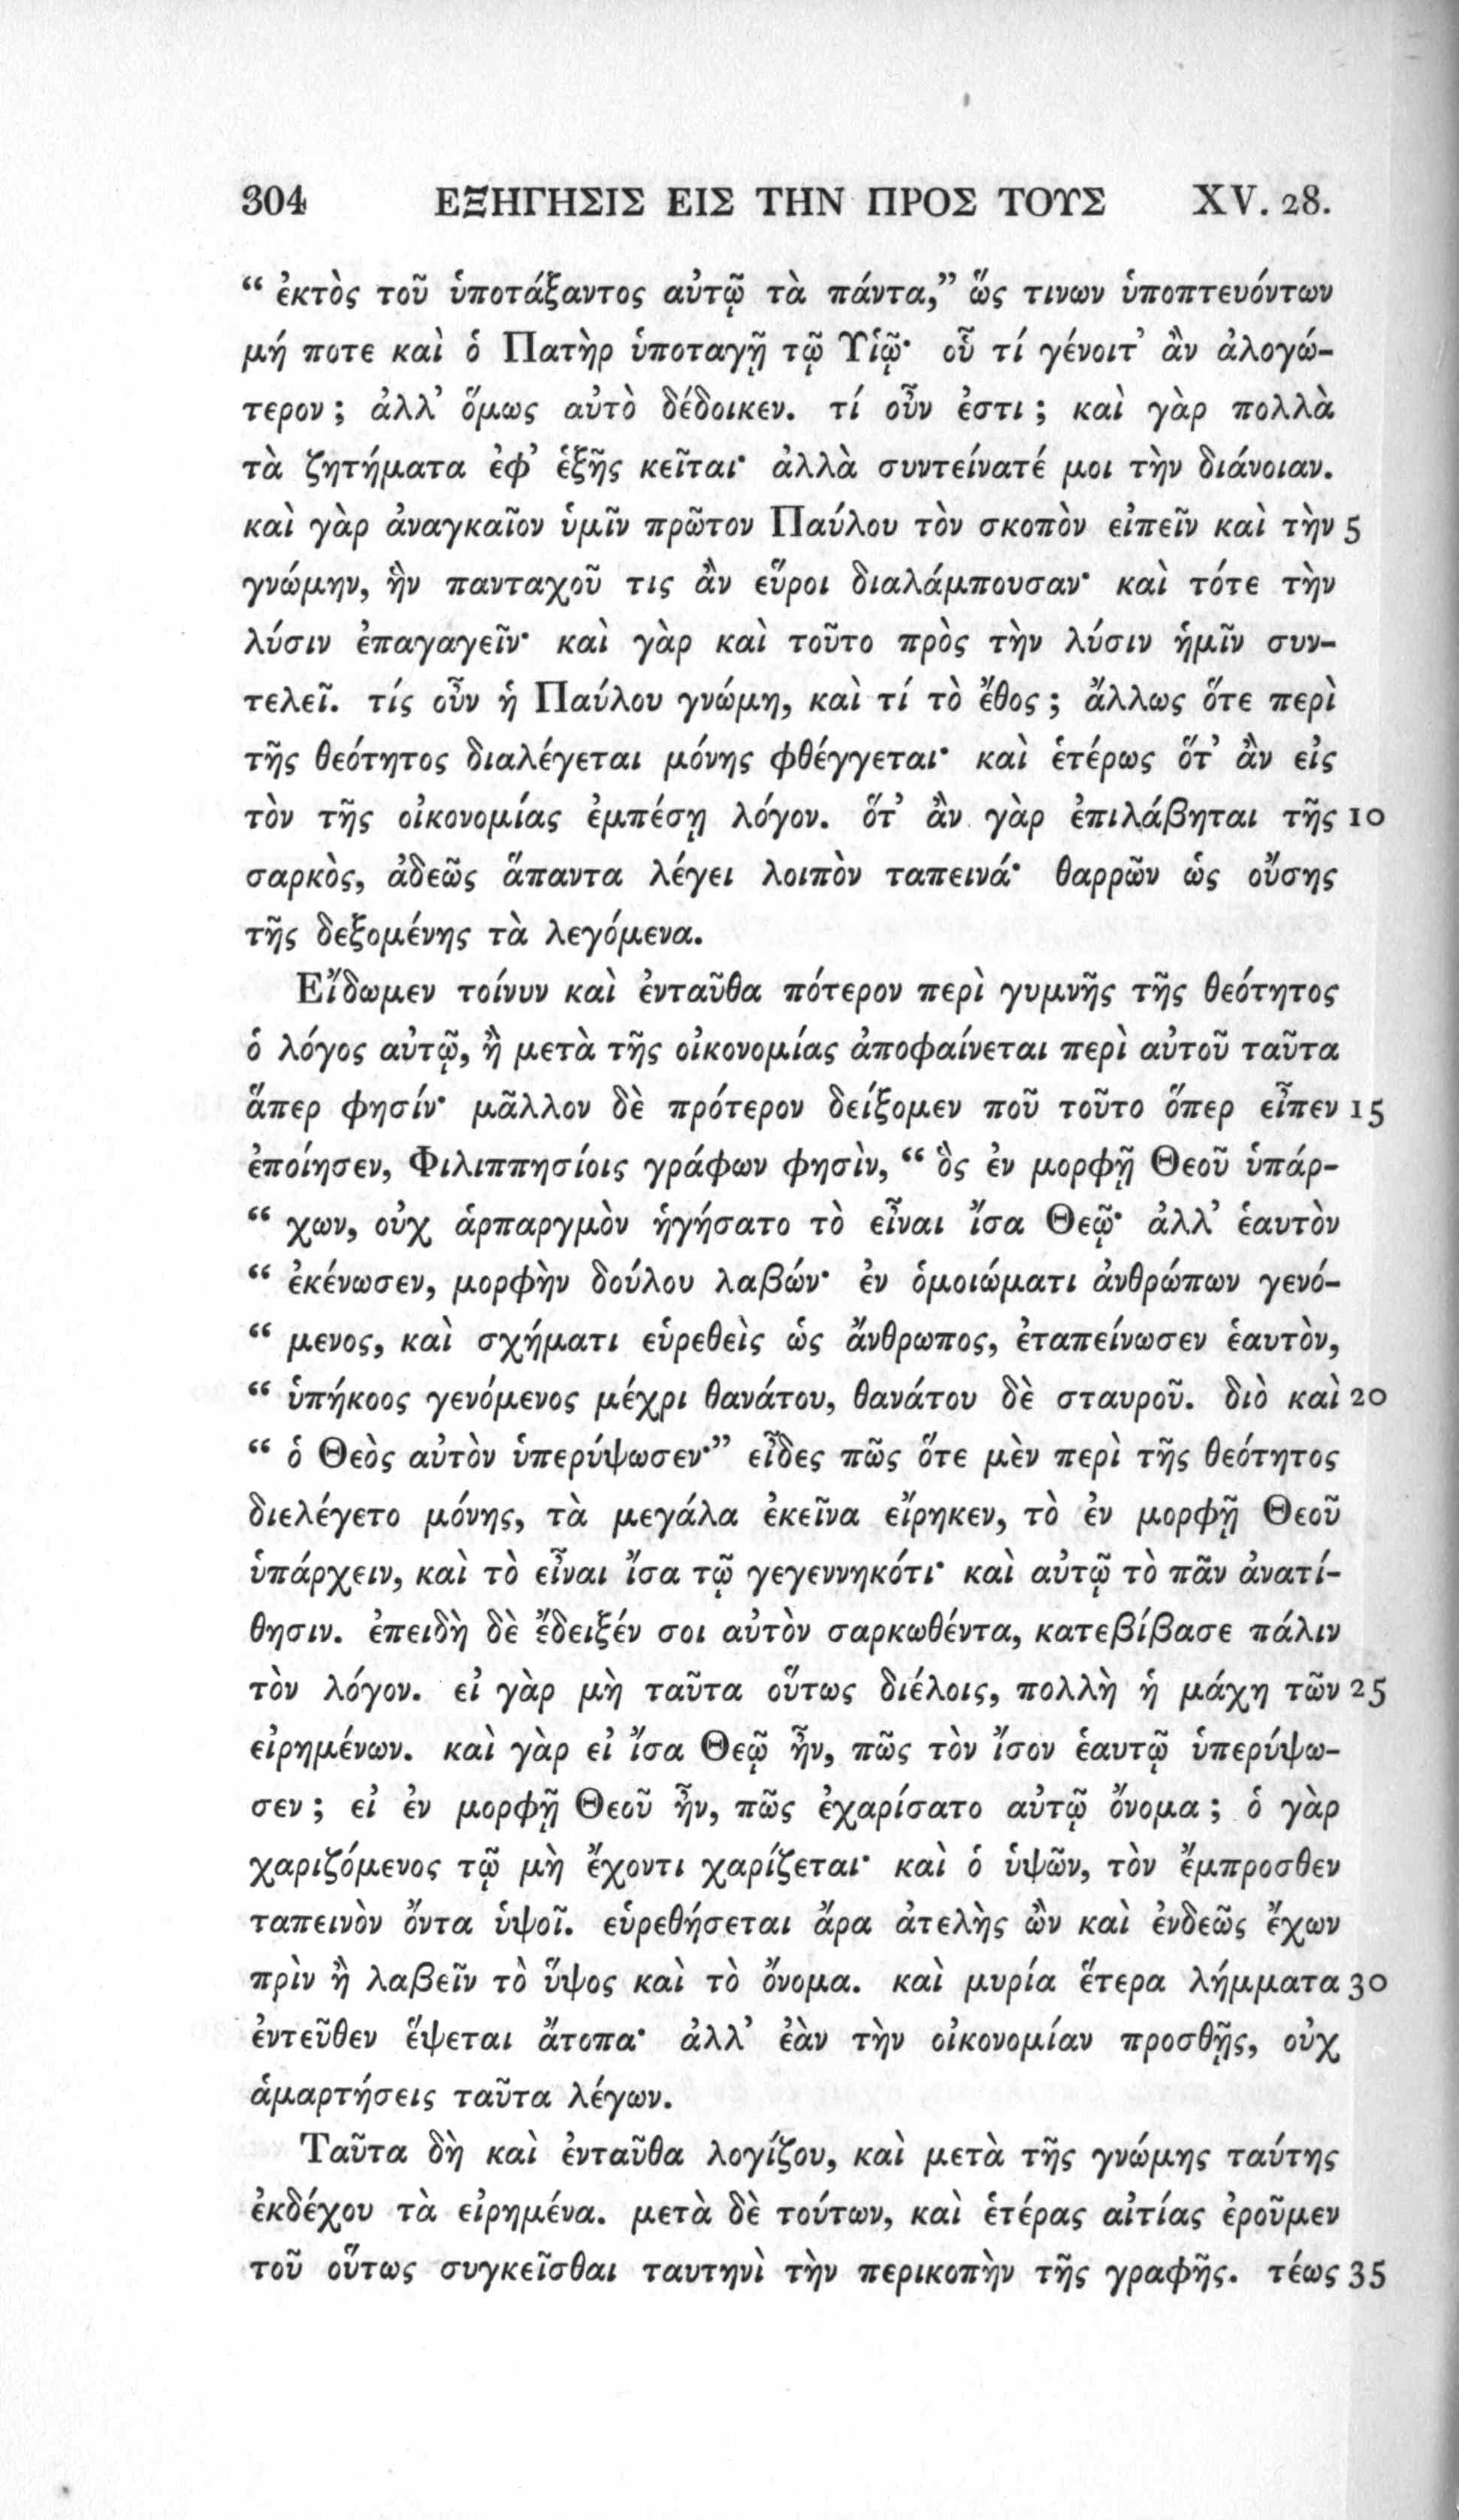 304 ΕΞΗΓΗΣΙΣ ΕΙΣ ΤΗΝ ΠΡΟΣ ΤΟΥΣ XV. 28.
“ ἐκτὸς τοῦ ὑποτάξαντος αὐτῷ τὰ πάντα,” ὥς τινων ὑποπτευόντων
μή ποτε καὶ ὁ Πατὴρ ὑποταγῇ τῷ Υἱῷ· οὗ τί γένοιτ’ ἂν ἀλογώ-
τερον ; ἀλλ’ ὅμως αὐτὸ δέδοικεν. τί οὖν ἐστι ; καὶ γὰρ πολλὰ
τὰ ζητήματα ἐφ’ ἑξῆς κεῖται· ἀλλὰ συντείνατέ μοι τὴν διάνοιαν.
καὶ γὰρ ἀναγκαῖον ὑμῖν πρῶτον Παύλου τὸν σκοπὸν εἰπεῖν καὶ τὴν 5
γνώμην, ἣν πανταχοῦ τις ἂν εὕροι διαλάμπουσαν· καὶ τότε τὴν
λύσιν ἐπαγαγεῖν· καὶ γὰρ καὶ τοῦτο πρὸς τὴν λύσιν ἡμῖν συν-
τελεῖ. τίς οὖν ἡ Παύλου γνώμη, καὶ τί τὸ ἔθος ; ἄλλως ὅτε περὶ
τῆς θεότητος διαλέγεται μόνης φθέγγεται· καὶ ἑτέρως ὅτ’ ἂν εἰς
τὸν τῆς οἰκονομίας ἐμπέσῃ λόγον. ὅτ’ ἂν γὰρ ἐπιλάβηται τῆς 10
σαρκὸς, ἀδεῶς ἅπαντα λέγει λοιπὸν ταπεινά· θαρρῶν ὡς οὔσης
τῆς δεξομένης τὰ λεγόμενα.
Εἴδωμεν τοίνυν καὶ ἐνταῦθα πότερον περὶ γυμνῆς τῆς θεότητος
ὁ λόγος αὐτῷ, ἢ μετὰ τῆς οἰκονομίας ἀποφαίνεται περὶ αὐτοῦ ταῦτα
ἅπερ φησίν· μᾶλλον δὲ πρότερον δείξομεν ποῦ τοῦτο ὅπερ εἶπεν 15
ἐποίησεν, Φιλιππησίοις γράφων φησὶν, “ ὃς ἐν μορφῇ Θεοῦ ὑπάρ-
“ χων, οὐχ ἁρπαργμὸν ἡγήσατο τὸ εἶναι ἴσα Θεῷ· ἀλλ’ ἑαυτὸν
“ ἐκένωσεν, μορφὴν δούλου λαβών· ἐν ὁμοιώματι ἀνθρώπων γενό-
“ μενος, καὶ σχήματι εὑρεθεὶς ὡς ἄνθρωπος, ἐταπείνωσεν ἑαυτὸν,
“ ὑπήκοος γενόμενος μέχρι θανάτου, θανάτου δὲ σταυροῦ. διὸ καὶ 20
“ ὁ Θεὸς αὐτὸν ὑπερύψωσεν·” εἶδες πῶς ὅτε μὲν περὶ τῆς θεότητος
διελέγετο μόνης, τὰ μεγάλα ἐκεῖνα εἴρηκεν, τὸ ἐν μορφῇ Θεοῦ
ὑπάρχειν, καὶ τὸ εἶναι ἴσα τῷ γεγεννηκότι· καὶ αὐτῷ τὸ πᾶν ἀνατί-
θησιν. ἐπειδὴ δὲ ἔδειξέν σοι αὐτὸν σαρκωθέντα, κατεβίβασε πάλιν
τὸν λόγον. εἰ γὰρ μὴ ταῦτα οὕτως διέλοις, πολλὴ ἡ μάχη τῶν 25
εἰρημένων. καὶ γὰρ εἰ ἴσα Θεῷ ἦν, πῶς τὸν ἴσον ἑαυτῷ ὑπερύψω-
σεν ; εἰ ἐν μορφῇ Θεοῦ ἦν, πῶς ἐχαρίσατο αὐτῷ ὄνομα ; ὁ γὰρ
χαριζόμενος τῷ μὴ ἔχοντι χαρίζεται· καὶ ὁ ὑψῶν, τὸν ἔμπροσθεν
ταπεινὸν ὄντα ὑψοῖ. εὑρεθήσεται ἄρα ἀτελὴς ὢν καὶ ἐνδεῶς ἔχων
πρὶν ἢ λαβεῖν τὸ ὕψος καὶ τὸ ὄνομα. καὶ μυρία ἕτερα λήμματα 30
ἐντεῦθεν ἕψεται ἄτοπα· ἀλλ’ ἐὰν τὴν οἰκονομίαν προσθῇς, οὐχ
ἁμαρτήσεις ταῦτα λέγων.
Ταῦτα δὴ καὶ ἐνταῦθα λογίζου, καὶ μετὰ τῆς γνώμης ταύτης
ἐκδέχου τὰ εἰρημένα. μετὰ δὲ τούτων, καὶ ἑτέρας αἰτίας ἐροῦμεν
τοῦ οὕτως συγκεῖσθαι ταυτηνὶ τὴν περικοπὴν τῆς γραφῆς. τέως 35